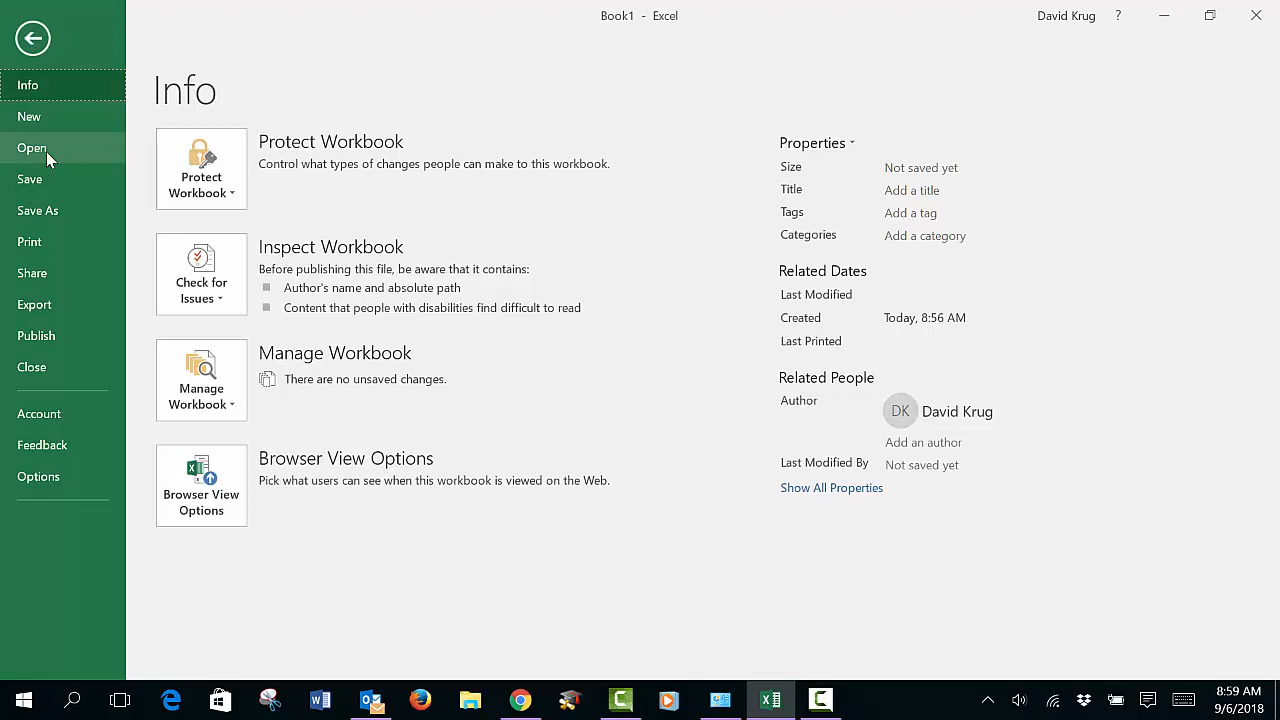 Book1 - Excel
David Krug
?
Info
New
Open
Save
Save As
Print
Share
Export
Publish
Close
Account
Feedback
Options
Info
Protect
Workbook
Protect Workbook
Control what types of changes people can make to this workbook.
Check for
Issues
Inspect Workbook
Before publishing this file, be aware that it contains:
Author's name and absolute path
Content that people with disabilities find difficult to read
Manage
Workbook
Manage Workbook
There are no unsaved changes.
Browser View
Options
Browser View Options
Pick what users can see when this workbook is viewed on the Web.
Properties
Size Not saved yet
Title Add a title
Tags Add a tag
Categories Add a category
Related Dates
Last Modified
Created Today, 8:56 AM
Last Printed
Related People
Author DK David Krug
Add an author
Last Modified By Not saved yet
Show All Properties
8:59 AM
9/6/2018